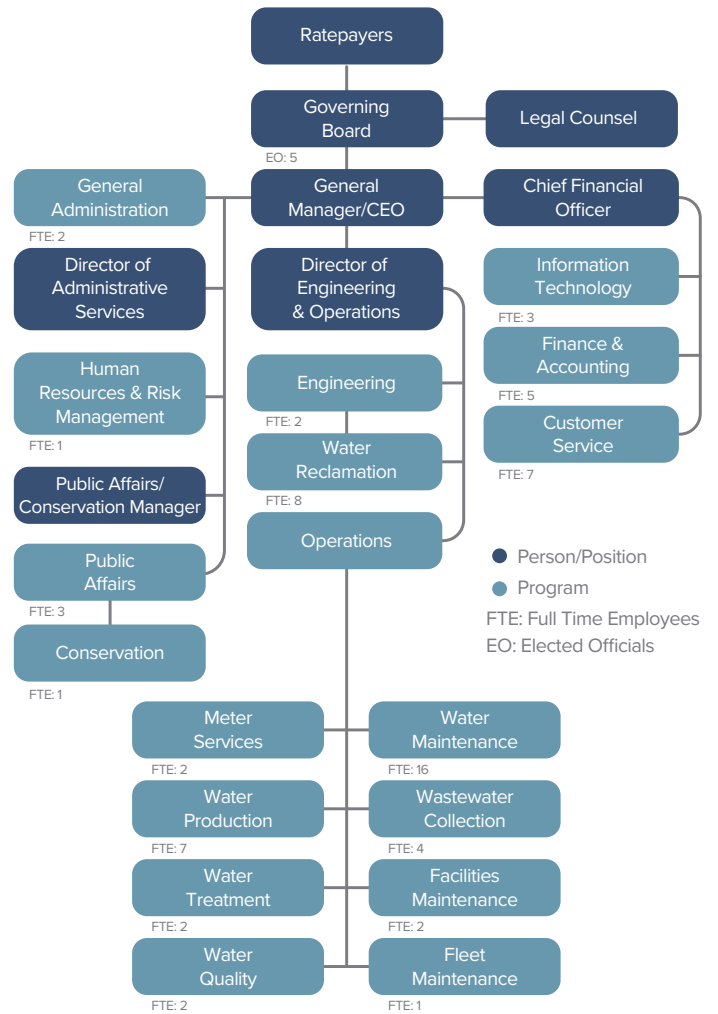 Ratepayers
Governing
Board
EO: 5
Legal Counsel
General
Administration
FTE: 2
General
Manager/CEO
Chief Financial
Officer
Director of
Administrative
Services
Director of
Engineering
& Operations
Information
Technology
FTE: 3
Human
Resources & Risk
Management
FTE: 1
Engineering
FTE: 2
Finance &
Accounting
FTE: 5
Public Affairs/
Conservation Manager
Water
Reclamation
FTE: 8
Customer
Service
FTE: 7
Public
Affairs
FTE: 3
Operations
Conservation
FTE: 1
Person/Position
Program
FTE: Full Time Employees
EO: Elected Officials
Meter
Services
FTE: 2
Water
Maintenance
FTE: 16
Water
Production
FTE: 7
Wastewater
Collection
FTE: 4
Water
Treatment
FTE: 2
Facilities
Maintenance
FTE: 2
Water
Quality
FTE: 2
Fleet
Maintenance
FTE: 1